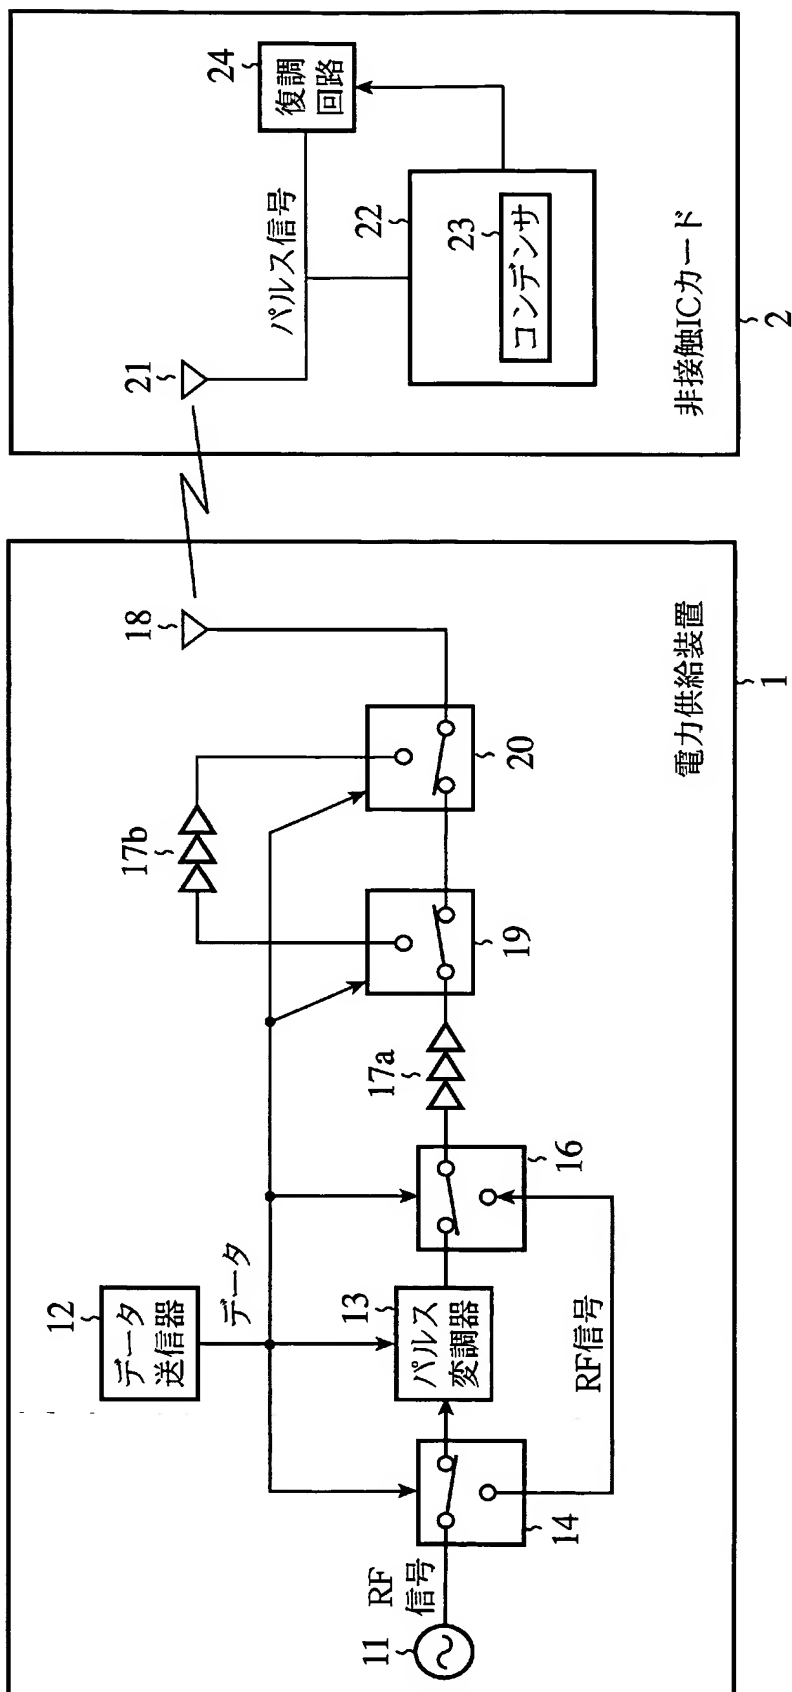 11
RF
信号
14
12
データ
送信器
データ
13
パルス
変調器
RF信号
16
17a
17b
19
20
18
電力供給装置
1
21
パルス信号
24
復調
回路
22
23
コンデンサ
非接触ICカード
2